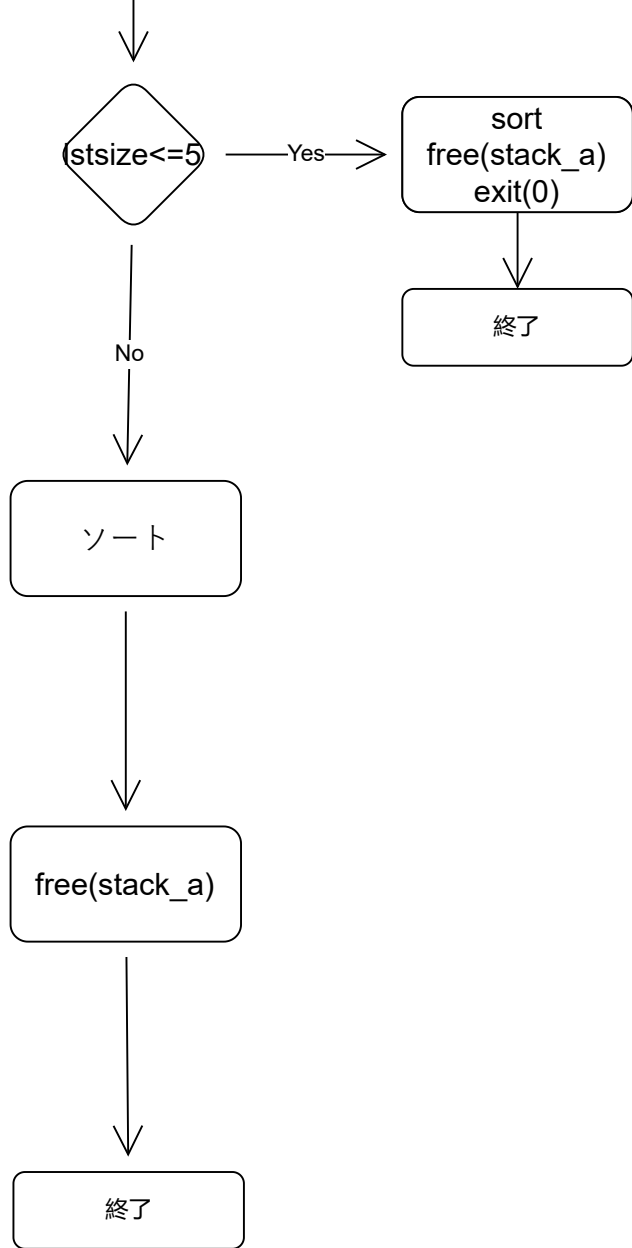 lstsize<=5
Yes
sort
free(stack_a)
exit(0)
終了
No
ソート
free(stack_a)
終了